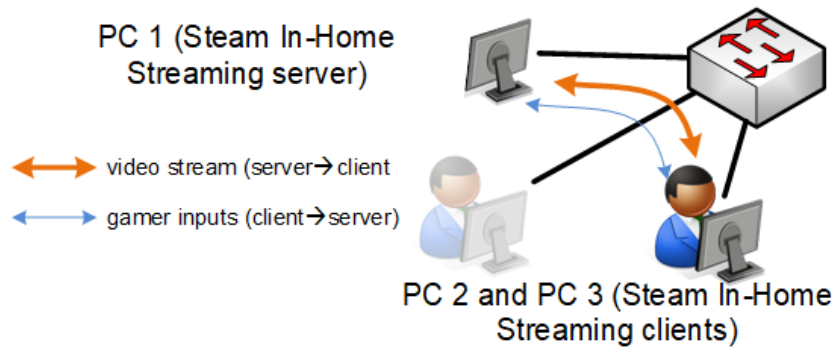 PC 1 (Steam In-Home
Streaming server)
video stream (server→client
gamer inputs (client→server)
PC 2 and PC 3 (Steam In-Home
Streaming clients)